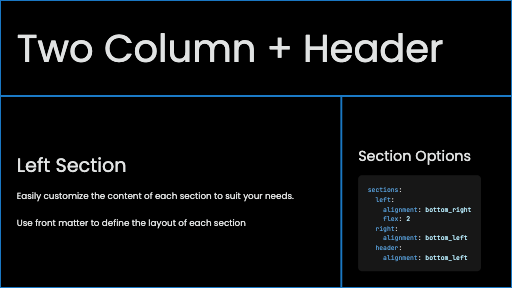 Two Column + Header
Left Section
Easily customize the content of each section to suit your needs.
Use front matter to define the layout of each section
Section Options
sections:
  left:
    alignment: bottom_right
    flex: 2
  right:
    alignment: bottom_left
  header:
    alignment: bottom_left